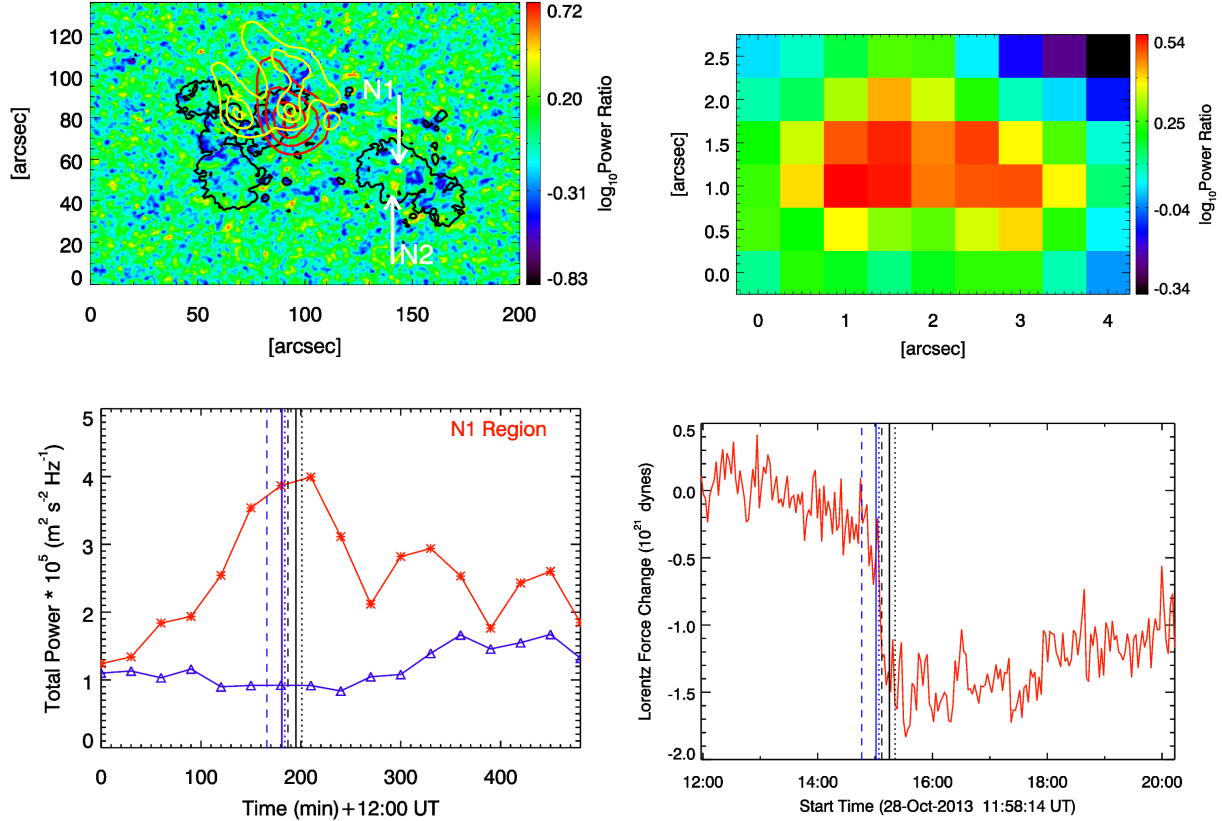 120
100
80
60
40
20
0
[arcsec]
0 50 100 150 200
[arcsec]
N1
N2
0.72
0.20
-0.31
-0.83
log10Power Ratio
2.5
2.0
1.5
1.0
0.5
0.0
[arcsec]
0 1 2 3 4
[arcsec]
0.54
0.25
-0.04
-0.34
log10Power Ratio
5
4
3
2
1
0
Total Power * 10^5 (m^2 s^-2 Hz^-1)
N1 Region
0 100 200 300 400
Time (min)+12:00 UT
0.5
0.0
-0.5
-1.0
-1.5
-2.0
Lorentz Force Change (10^21 dynes)
12:00 14:00 16:00 18:00 20:00
Start Time (28-Oct-2013 11:58:14 UT)